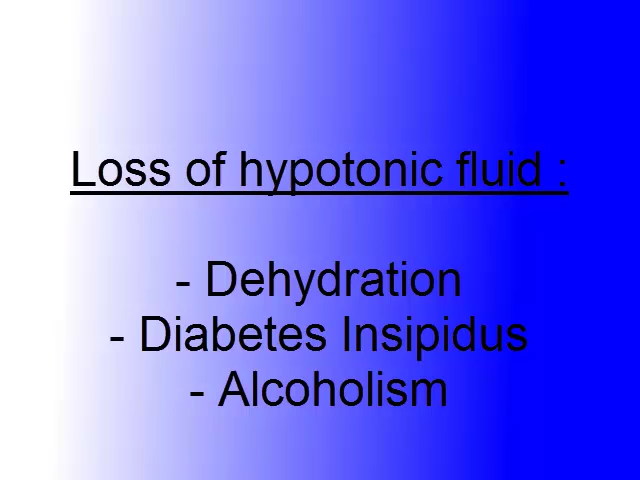 Loss of hypotonic fluid :
- Dehydration
- Diabetes Insipidus
- Alcoholism